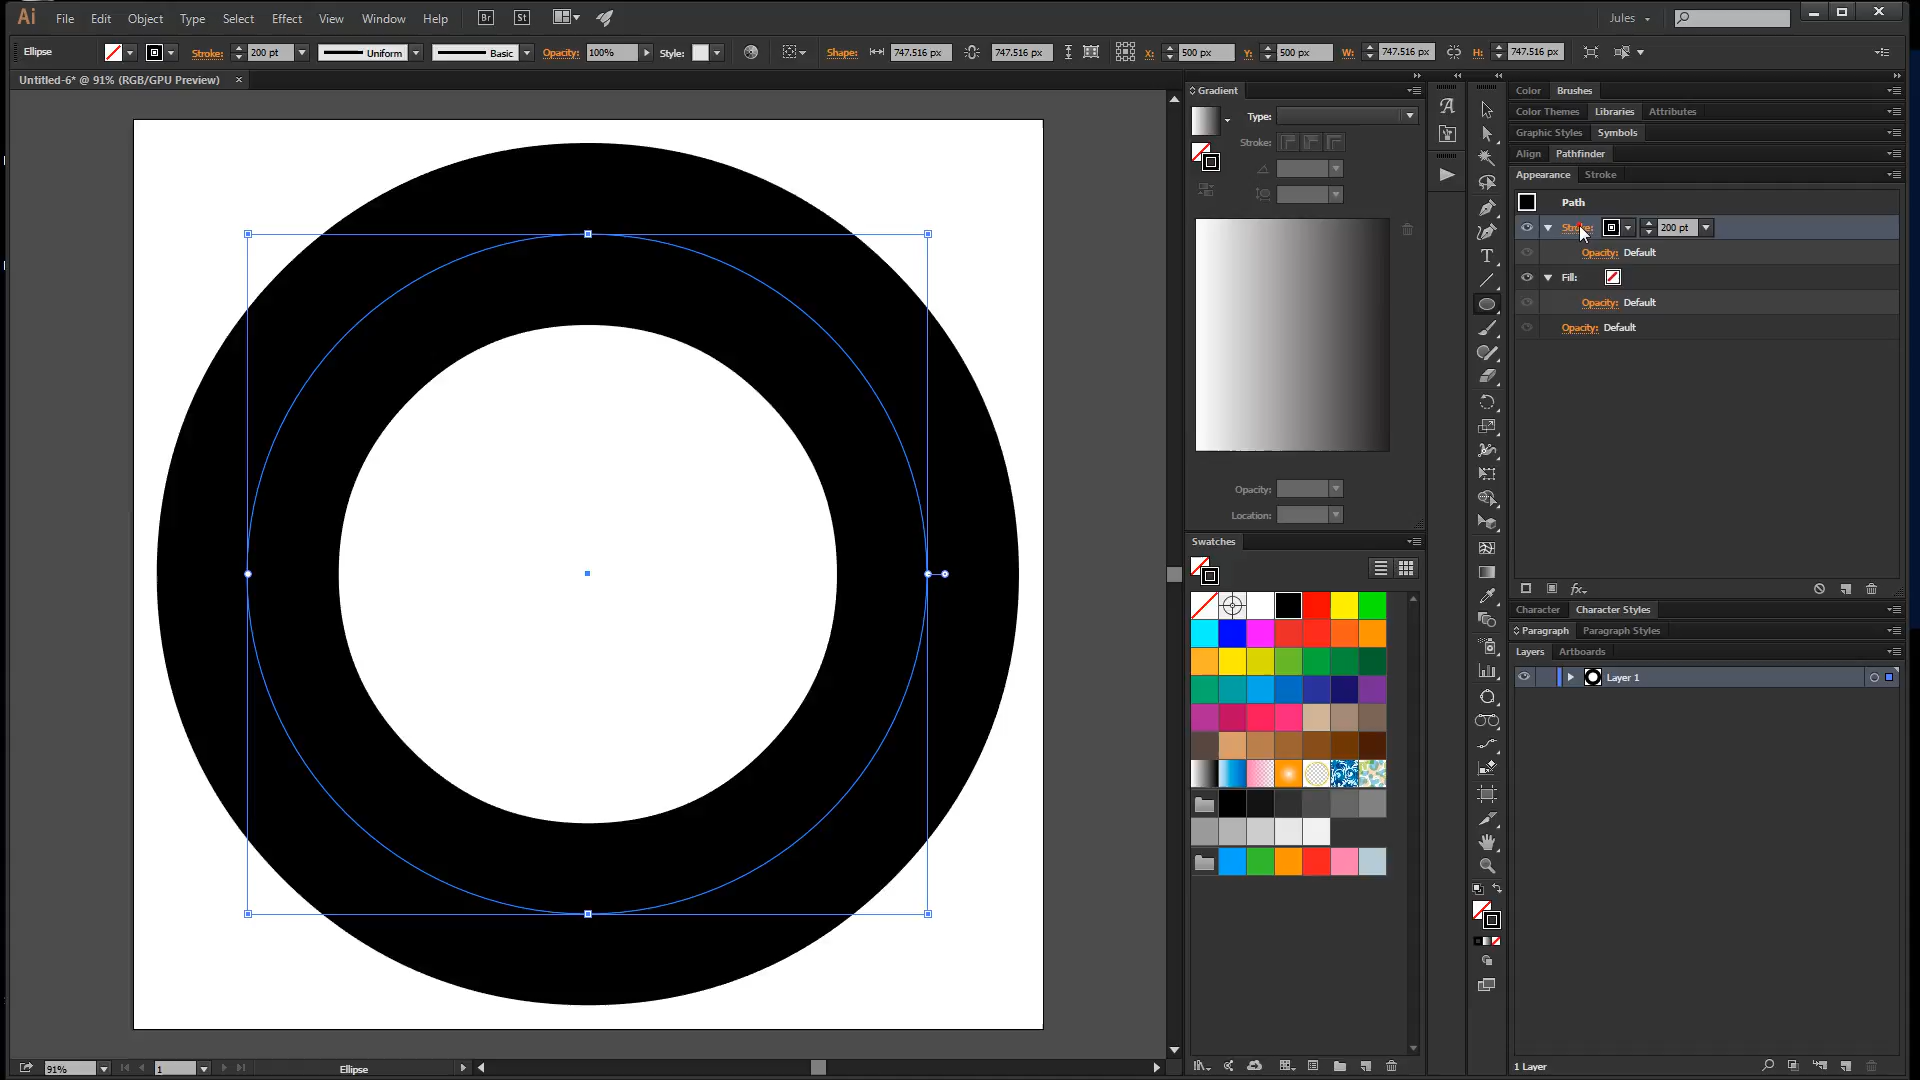 Ai File Edit Object Type Select Effect View Window Help Br St Jules
Ellipse Stroke: 200 pt Uniform Basic Opacity: 100% Style: Shape: 747.516 px 747.516 px X: 500 px Y: 500 px W: 747.516 px H: 747.516 px
Untitled-6* @ 91% (RGB/GPU Preview)
Gradient
Type:
Stroke:
Opacity:
Location:
Swatches
Color Brushes
Color Themes Libraries Attributes
Graphic Styles Symbols
Align Pathfinder
Appearance Stroke
Path
Stroke: 200 pt
Opacity: Default
Fill:
Opacity: Default
Opacity: Default
fx
Character Character Styles
Paragraph Paragraph Styles
Layers Artboards
Layer 1
1 Layer
91% 1 Ellipse